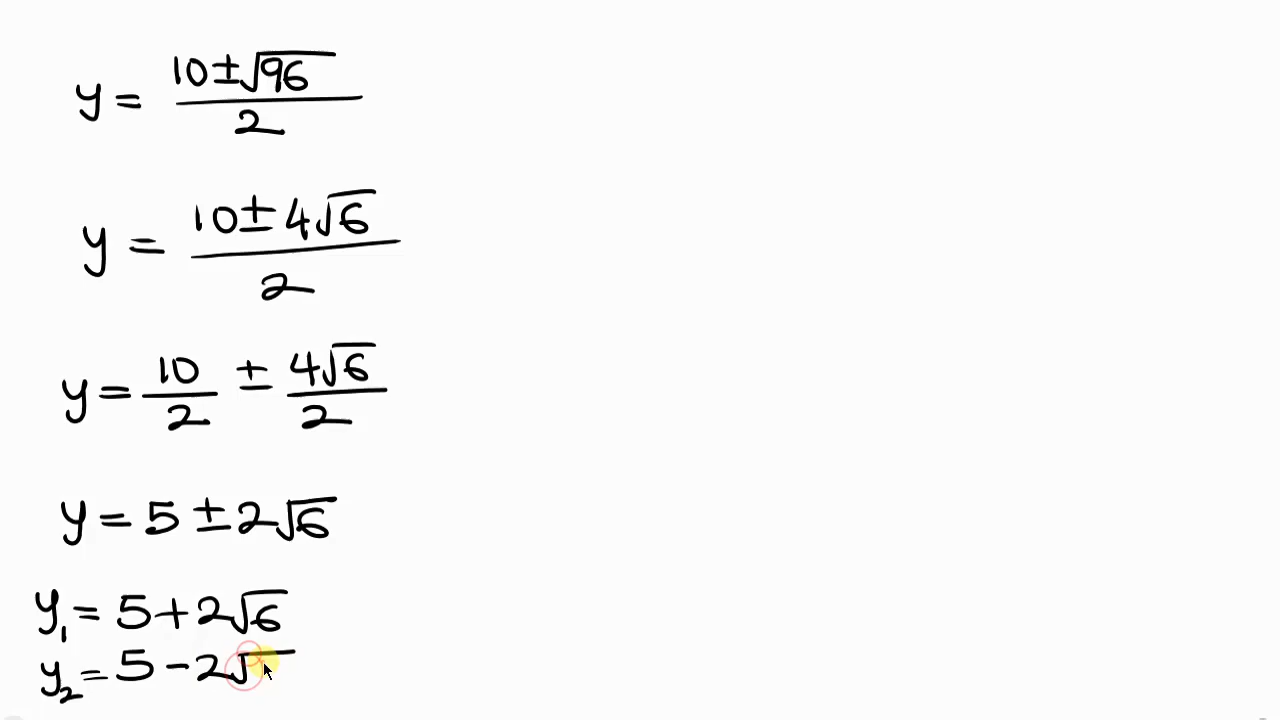 y = (10 ± √96) / 2
y = (10 ± 4√6) / 2
y = 10/2 ± 4√6/2
y = 5 ± 2√6
y₁ = 5 + 2√6
y₂ = 5 - 2√